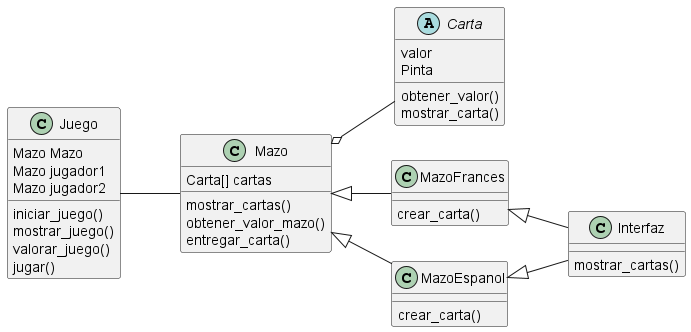 C Juego
Mazo Mazo
Mazo jugador1
Mazo jugador2
iniciar_juego()
mostrar_juego()
valorar_juego()
jugar()
C Mazo
Carta[] cartas
mostrar_cartas()
obtener_valor_mazo()
entregar_carta()
A Carta
valor
Pinta
obtener_valor()
mostrar_carta()
C MazoFrances
crear_carta()
C MazoEspanol
crear_carta()
C Interfaz
mostrar_cartas()